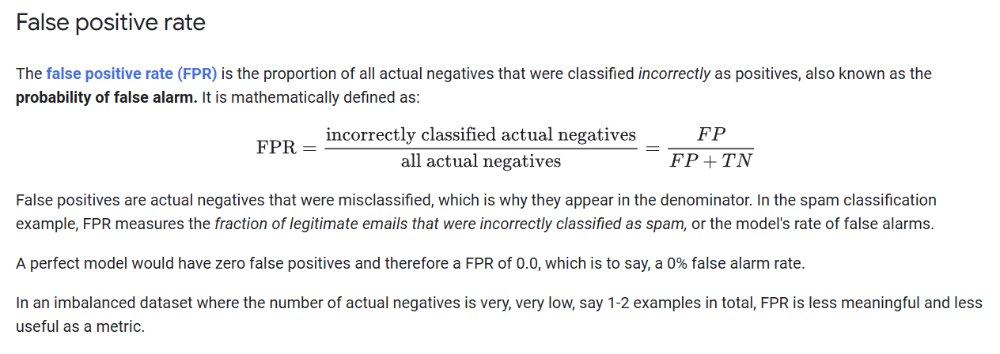 False positive rate
The false positive rate (FPR) is the proportion of all actual negatives that were classified incorrectly as positives, also known as the
probability of false alarm. It is mathematically defined as:
FPR = incorrectly classified actual negatives / all actual negatives = FP / FP + TN
False positives are actual negatives that were misclassified, which is why they appear in the denominator. In the spam classification
example, FPR measures the fraction of legitimate emails that were incorrectly classified as spam, or the model's rate of false alarms.
A perfect model would have zero false positives and therefore a FPR of 0.0, which is to say, a 0% false alarm rate.
In an imbalanced dataset where the number of actual negatives is very, very low, say 1-2 examples in total, FPR is less meaningful and less
useful as a metric.